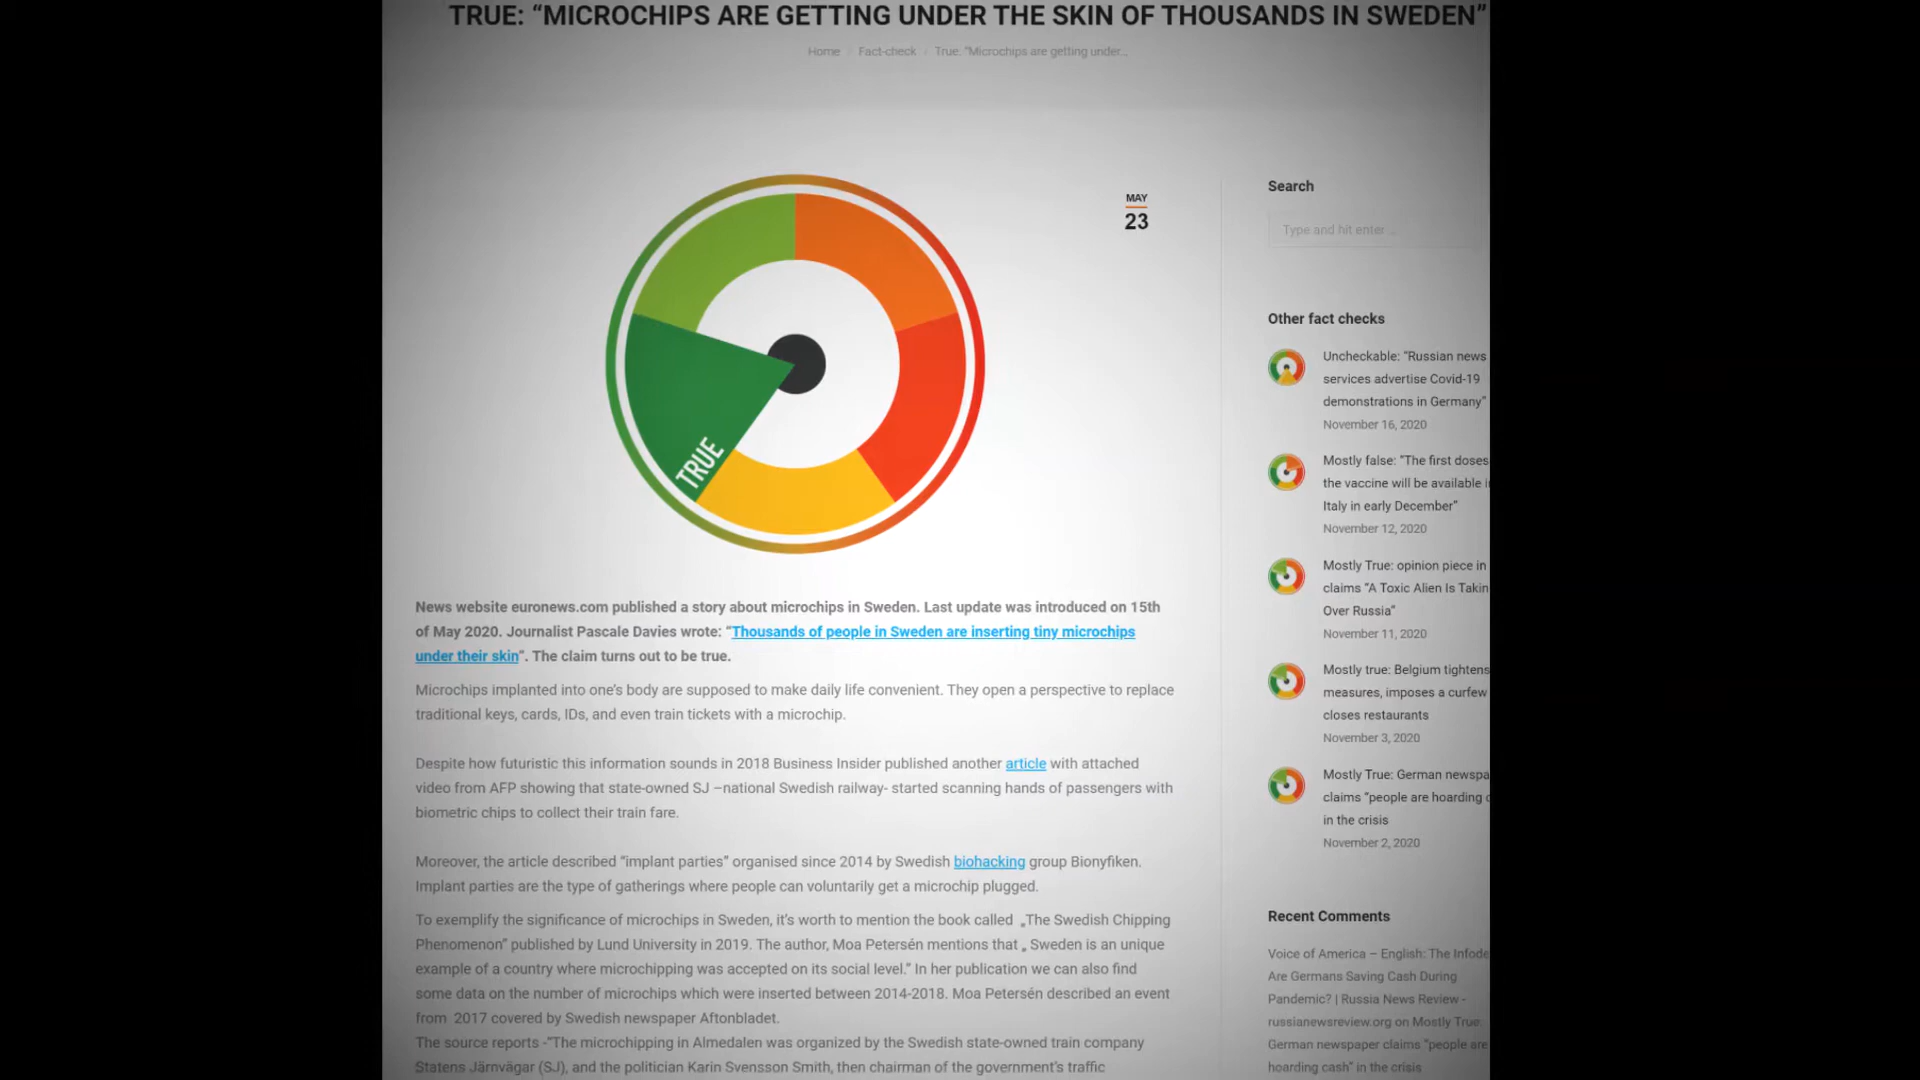 TRUE: “MICROCHIPS ARE GETTING UNDER THE SKIN OF THOUSANDS IN SWEDEN”
Home / Fact-check / True: “Microchips are getting under…
MAY
23
TRUE
News website euronews.com published a story about microchips in Sweden. Last update was introduced on 15th
of May 2020. Journalist Pascale Davies wrote: “Thousands of people in Sweden are inserting tiny microchips
under their skin”. The claim turns out to be true.
Microchips implanted into one’s body are supposed to make daily life convenient. They open a perspective to replace
traditional keys, cards, IDs, and even train tickets with a microchip.
Despite how futuristic this information sounds in 2018 Business Insider published another article with attached
video from AFP showing that state-owned SJ –national Swedish railway- started scanning hands of passengers with
biometric chips to collect their train fare.
Moreover, the article described “implant parties” organised since 2014 by Swedish biohacking group Bionyfiken.
Implant parties are the type of gatherings where people can voluntarily get a microchip plugged.
To exemplify the significance of microchips in Sweden, it’s worth to mention the book called „The Swedish Chipping
Phenomenon” published by Lund University in 2019. The author, Moa Petersén mentions that „ Sweden is an unique
example of a country where microchipping was accepted on its social level.” In her publication we can also find
some data on the number of microchips which were inserted between 2014-2018. Moa Petersén described an event
from 2017 covered by Swedish newspaper Aftonbladet.
The source reports -“The microchipping in Almedalen was organized by the Swedish state-owned train company
Statens Järnvägar (SJ), and the politician Karin Svensson Smith, then chairman of the government’s traffic
Search
Type and hit enter …
Other fact checks
Uncheckable: “Russian news
services advertise Covid-19
demonstrations in Germany”
November 16, 2020
Mostly false: “The first doses
the vaccine will be available i
Italy in early December”
November 12, 2020
Mostly True: opinion piece in
claims “A Toxic Alien Is Takin
Over Russia”
November 11, 2020
Mostly true: Belgium tightens
measures, imposes a curfew
closes restaurants
November 3, 2020
Mostly True: German newspa
claims “people are hoarding c
in the crisis
November 2, 2020
Recent Comments
Voice of America – English: The Infode
Are Germans Saving Cash During
Pandemic? | Russia News Review -
russianewsreview.org on Mostly True:
German newspaper claims “people are
hoarding cash” in the crisis